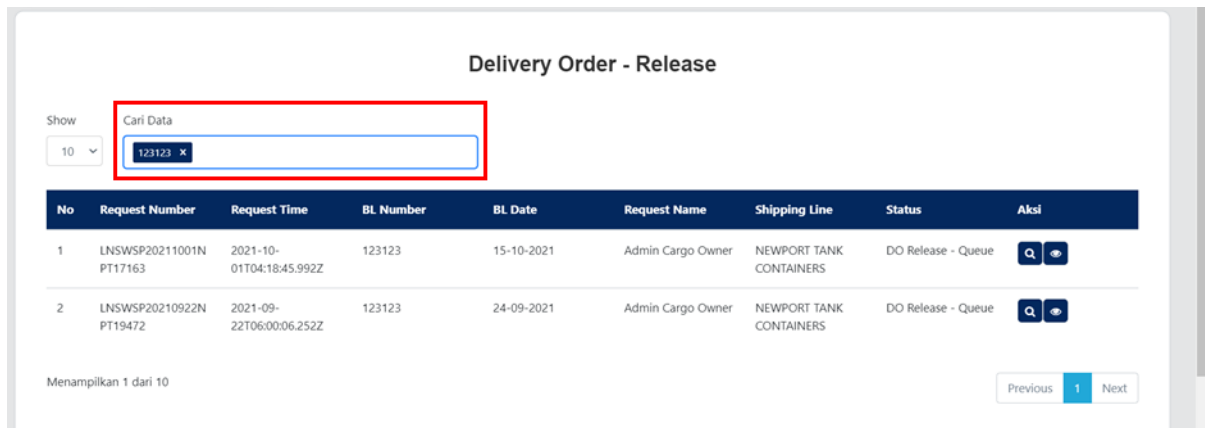 Delivery Order - Release
Show
Cari Data
10
123123 ×
No Request Number Request Time BL Number BL Date Request Name Shipping Line Status Aksi
1 LNSWSP20211001N 2021-10- 123123 15-10-2021 Admin Cargo Owner NEWPORT TANK DO Release - Queue
PT17163 01T04:18:45.992Z CONTAINERS
2 LNSWSP20210922N 2021-09- 123123 24-09-2021 Admin Cargo Owner NEWPORT TANK DO Release - Queue
PT19472 22T06:00:06.252Z CONTAINERS
Menampilkan 1 dari 10
Previous 1 Next